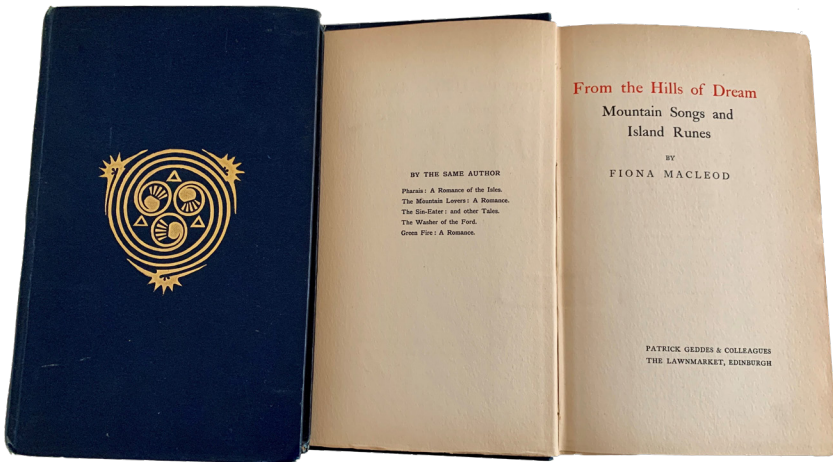 BY THE SAME AUTHOR
Pharais: A Romance of the Isles.
The Mountain Lovers: A Romance.
The Sin-Eater: and other Tales.
The Washer of the Ford.
Green Fire: A Romance.
From the Hills of Dream
Mountain Songs and
Island Runes
BY
FIONA MACLEOD
PATRICK GEDDES & COLLEAGUES
THE LAWNMARKET, EDINBURGH